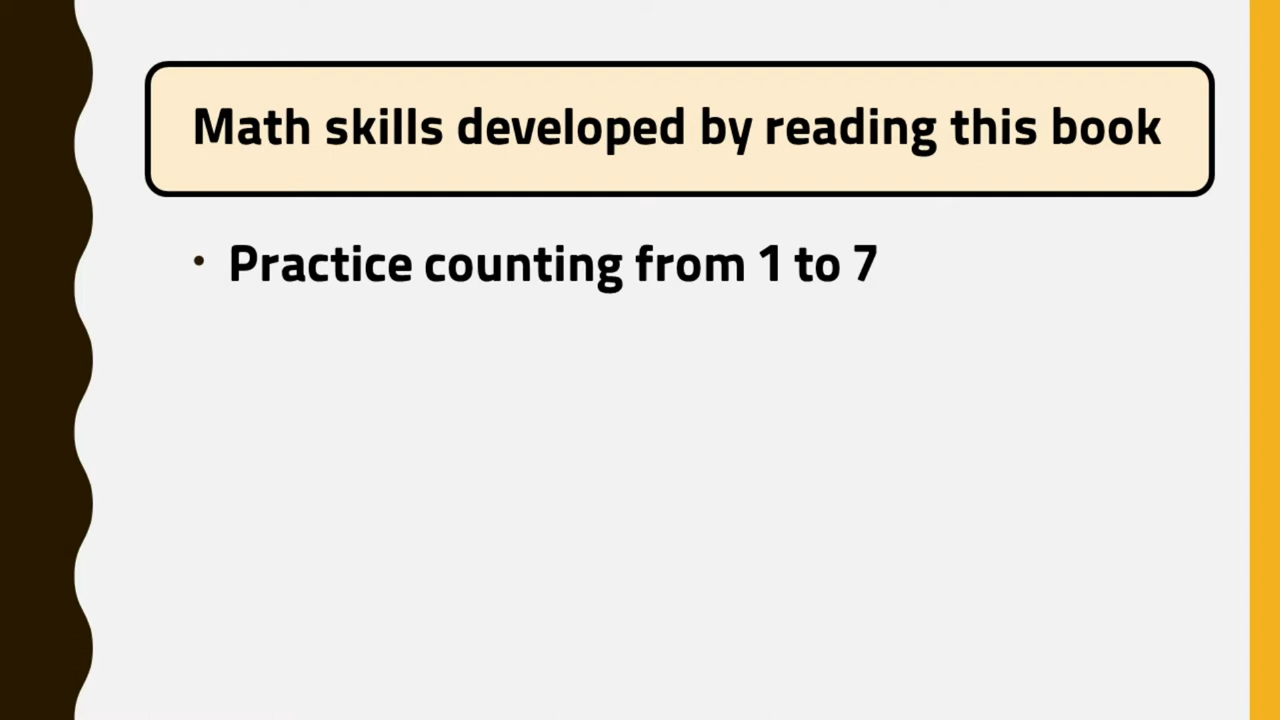 Math skills developed by reading this book
• Practice counting from 1 to 7